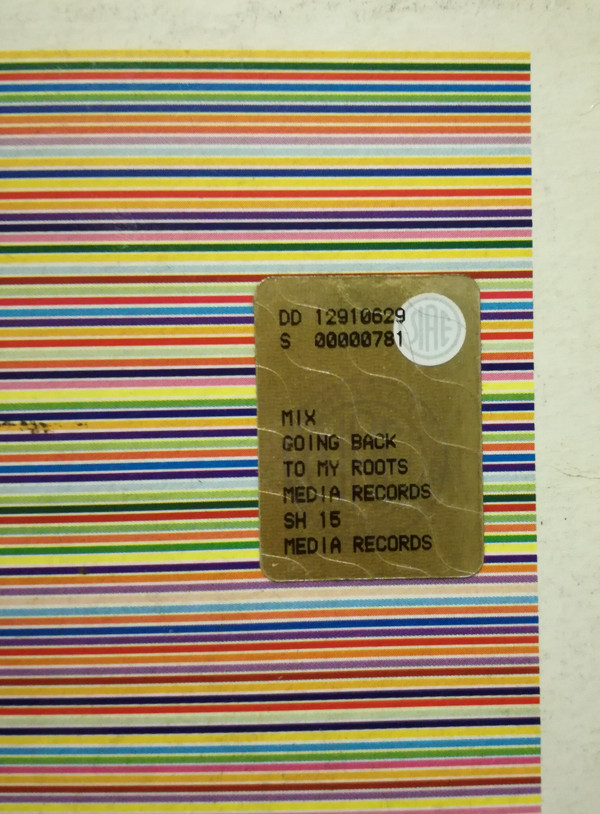 DD 12910629
S 00000781
SIAE
MIX
GOING BACK
TO MY ROOTS
MEDIA RECORDS
SH 15
MEDIA RECORDS